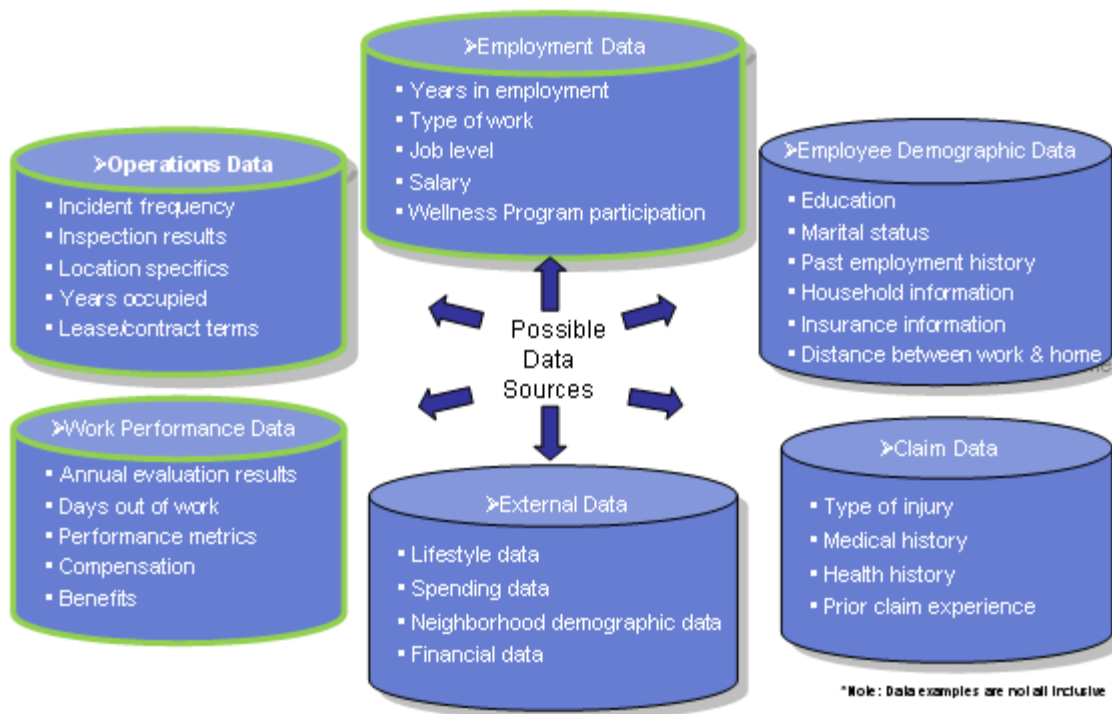 ➢Employment Data
▪ Years in employment
▪ Type of work
▪ Job level
▪ Salary
▪ Wellness Program participation
➢Operations Data
▪ Incident frequency
▪ Inspection results
▪ Location specifics
▪ Years occupied
▪ Lease/contract terms
➢Employee Demographic Data
▪ Education
▪ Marital status
▪ Past employment history
▪ Household information
▪ Insurance information
▪ Distance between work & home
Possible
Data
Sources
➢Work Performance Data
▪ Annual evaluation results
▪ Days out of work
▪ Performance metrics
▪ Compensation
▪ Benefits
➢External Data
▪ Lifestyle data
▪ Spending data
▪ Neighborhood demographic data
▪ Financial data
➢Claim Data
▪ Type of injury
▪ Medical history
▪ Health history
▪ Prior claim experience
*Note: Data examples are not all inclusive